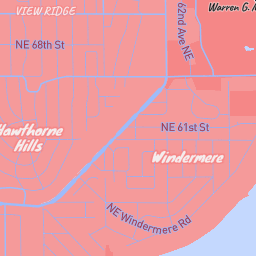 VIEW RIDGE
Warren G. M
62nd Ave NE
NE 68th St
Hawthorne
Hills
NE 61st St
Windermere
NE Windermere Rd